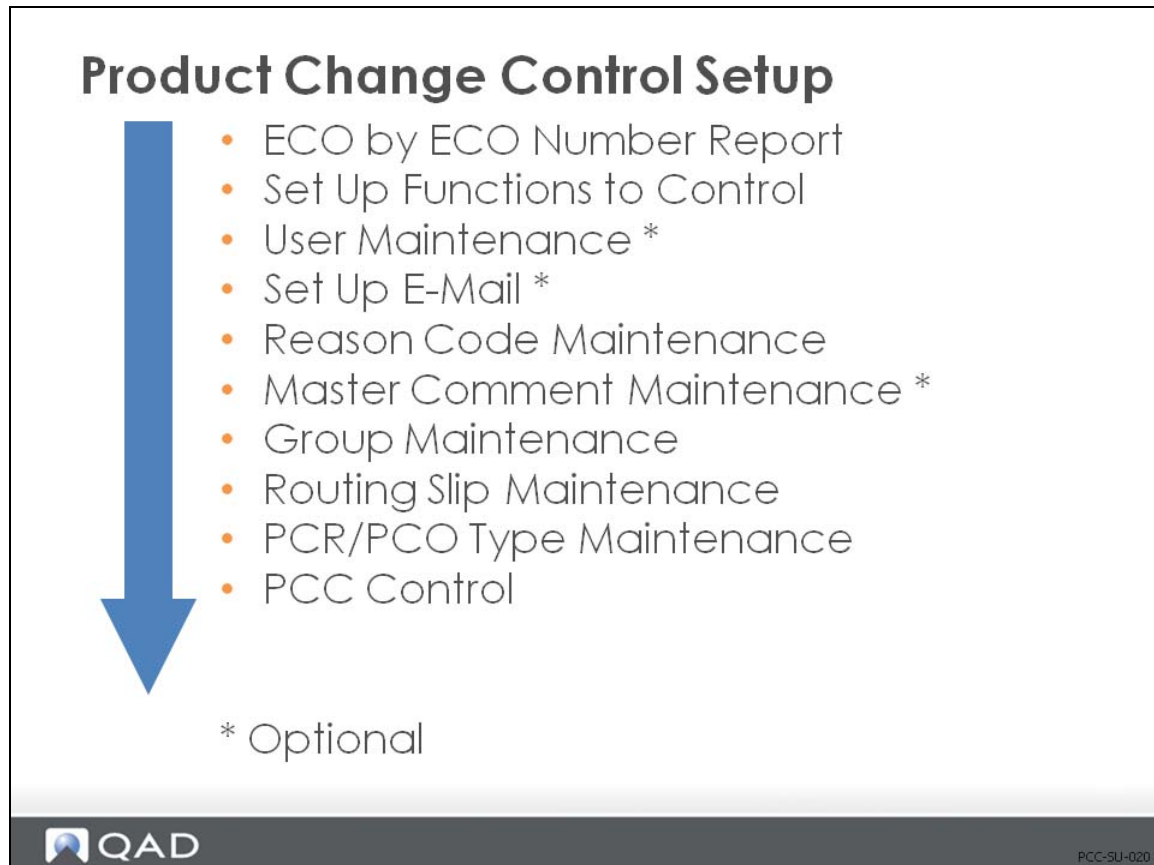 Product Change Control Setup
• ECO by ECO Number Report
• Set Up Functions to Control
• User Maintenance *
• Set Up E-Mail *
• Reason Code Maintenance
• Master Comment Maintenance *
• Group Maintenance
• Routing Slip Maintenance
• PCR/PCO Type Maintenance
• PCC Control
* Optional
QAD
PCC-SU-020